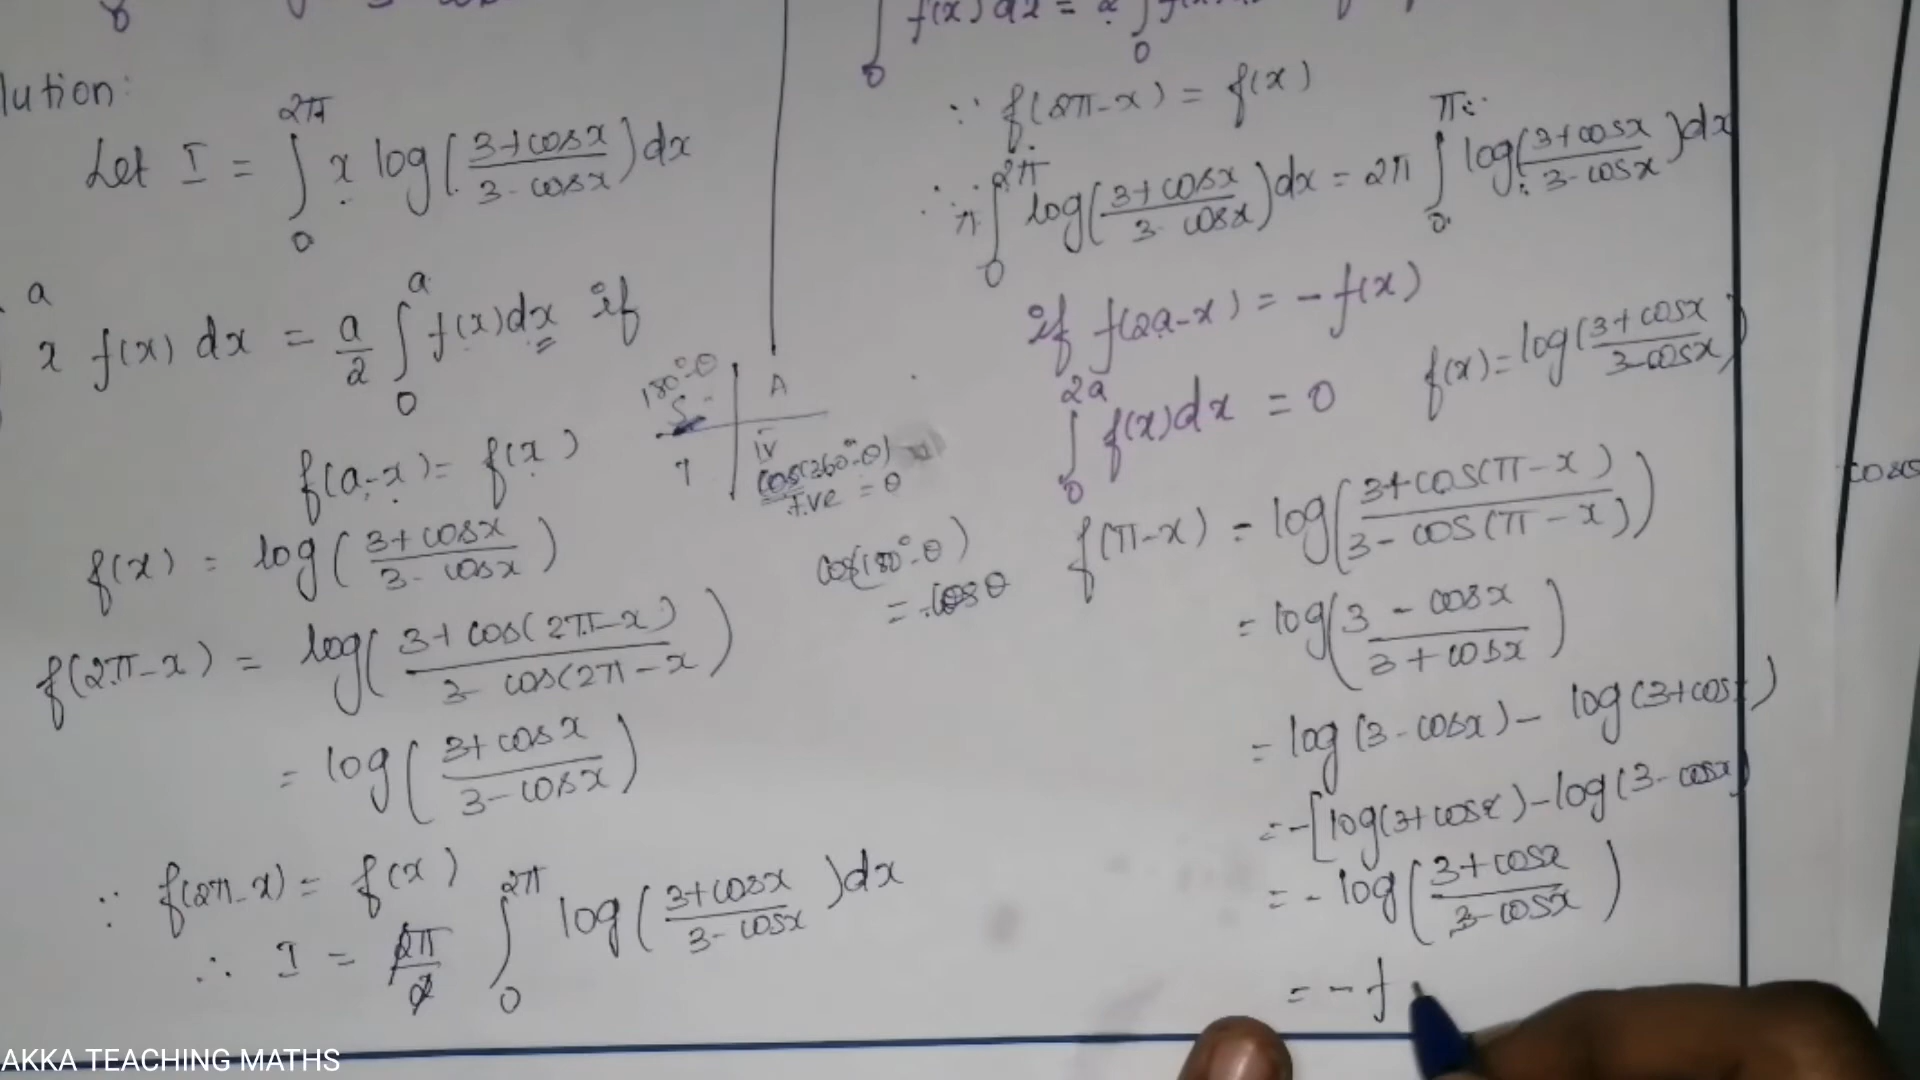 lution:
Let I = ∫₀^{2π} x log(3+cosx / 3-cosx) dx
a
x f(x) dx = a/2 ∫₀^a f(x)dx if
f(a-x) = f(x)
f(x) = log(3+cosx / 3-cosx)
f(2π-x) = log(3+cos(2π-x) / 3-cos(2π-x)
= log(3+cosx / 3-cosx)
∵ f(2π-x) = f(x)
∴ I = 2π/2 ∫₀^{2π} log(3+cosx / 3-cosx) dx
180°-θ
S A
T IV
cos(360°-θ)
+ve = θ
cos(180°-θ)
= -cosθ
∫₀ f(x) dx = 2 ∫₀
∵ f(2π-x) = f(x)
∴ π ∫₀^{2π} log(3+cosx / 3-cosx) dx = 2π ∫₀^π log(3+cosx / 3-cosx) dx
if f(2a-x) = -f(x)
∫₀^{2a} f(x)dx = 0
f(x) = log(3+cosx / 3-cosx)
f(π-x) = log(3+cos(π-x) / 3-cos(π-x))
= log(3-cosx / 3+cosx)
= log(3-cosx) - log(3+cosx)
= -[log(3+cosx) - log(3-cosx)
= -log(3+cosx / 3-cosx)
= -f
AKKA TEACHING MATHS